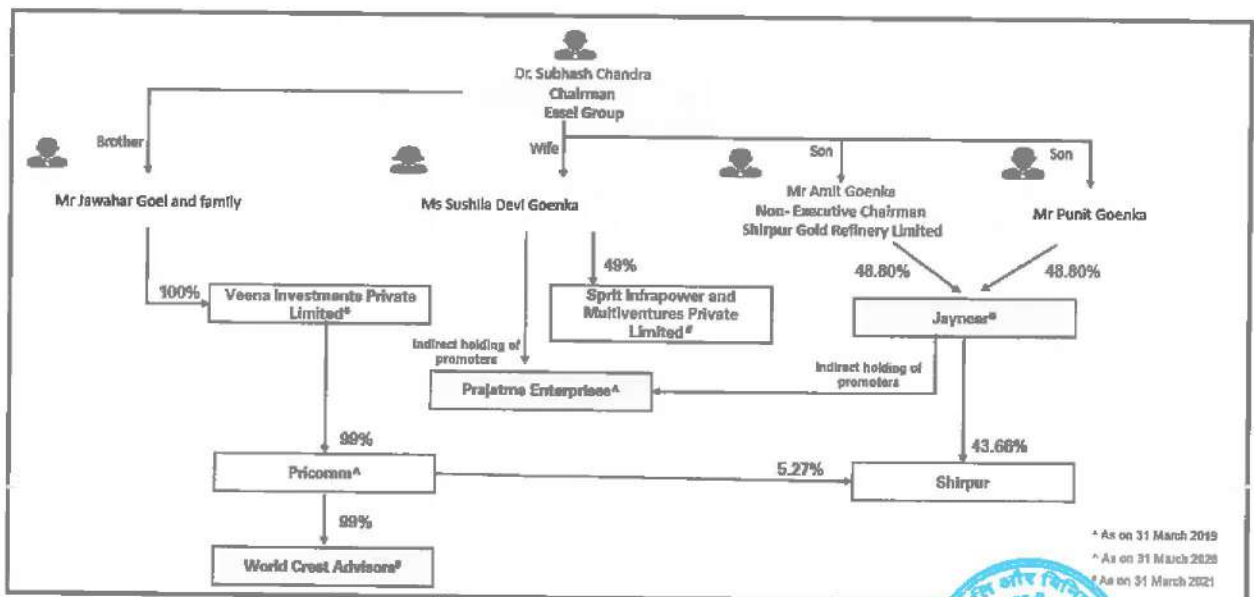 Dr. Subhash Chandra
Chairman
Essel Group
Brother
Wife
Son
Son
Mr Jawahar Goel and family
Ms Sushila Devi Goenka
Mr Amit Goenka
Non- Executive Chairman
Shirpur Gold Refinery Limited
Mr Punit Goenka
100%
49%
48.80%
48.80%
Veena Investments Private
Limited#
Sprit Infrapower and
Multiventures Private
Limited#
Jayneer*
Indirect holding of
promoters
Indirect holding of
promoters
Prajatma Enterprises^
99%
43.66%
Pricomm^
5.27%
Shirpur
99%
World Crest Advisors#
* As on 31 March 2019
^ As on 31 March 2020
# As on 31 March 2021
और